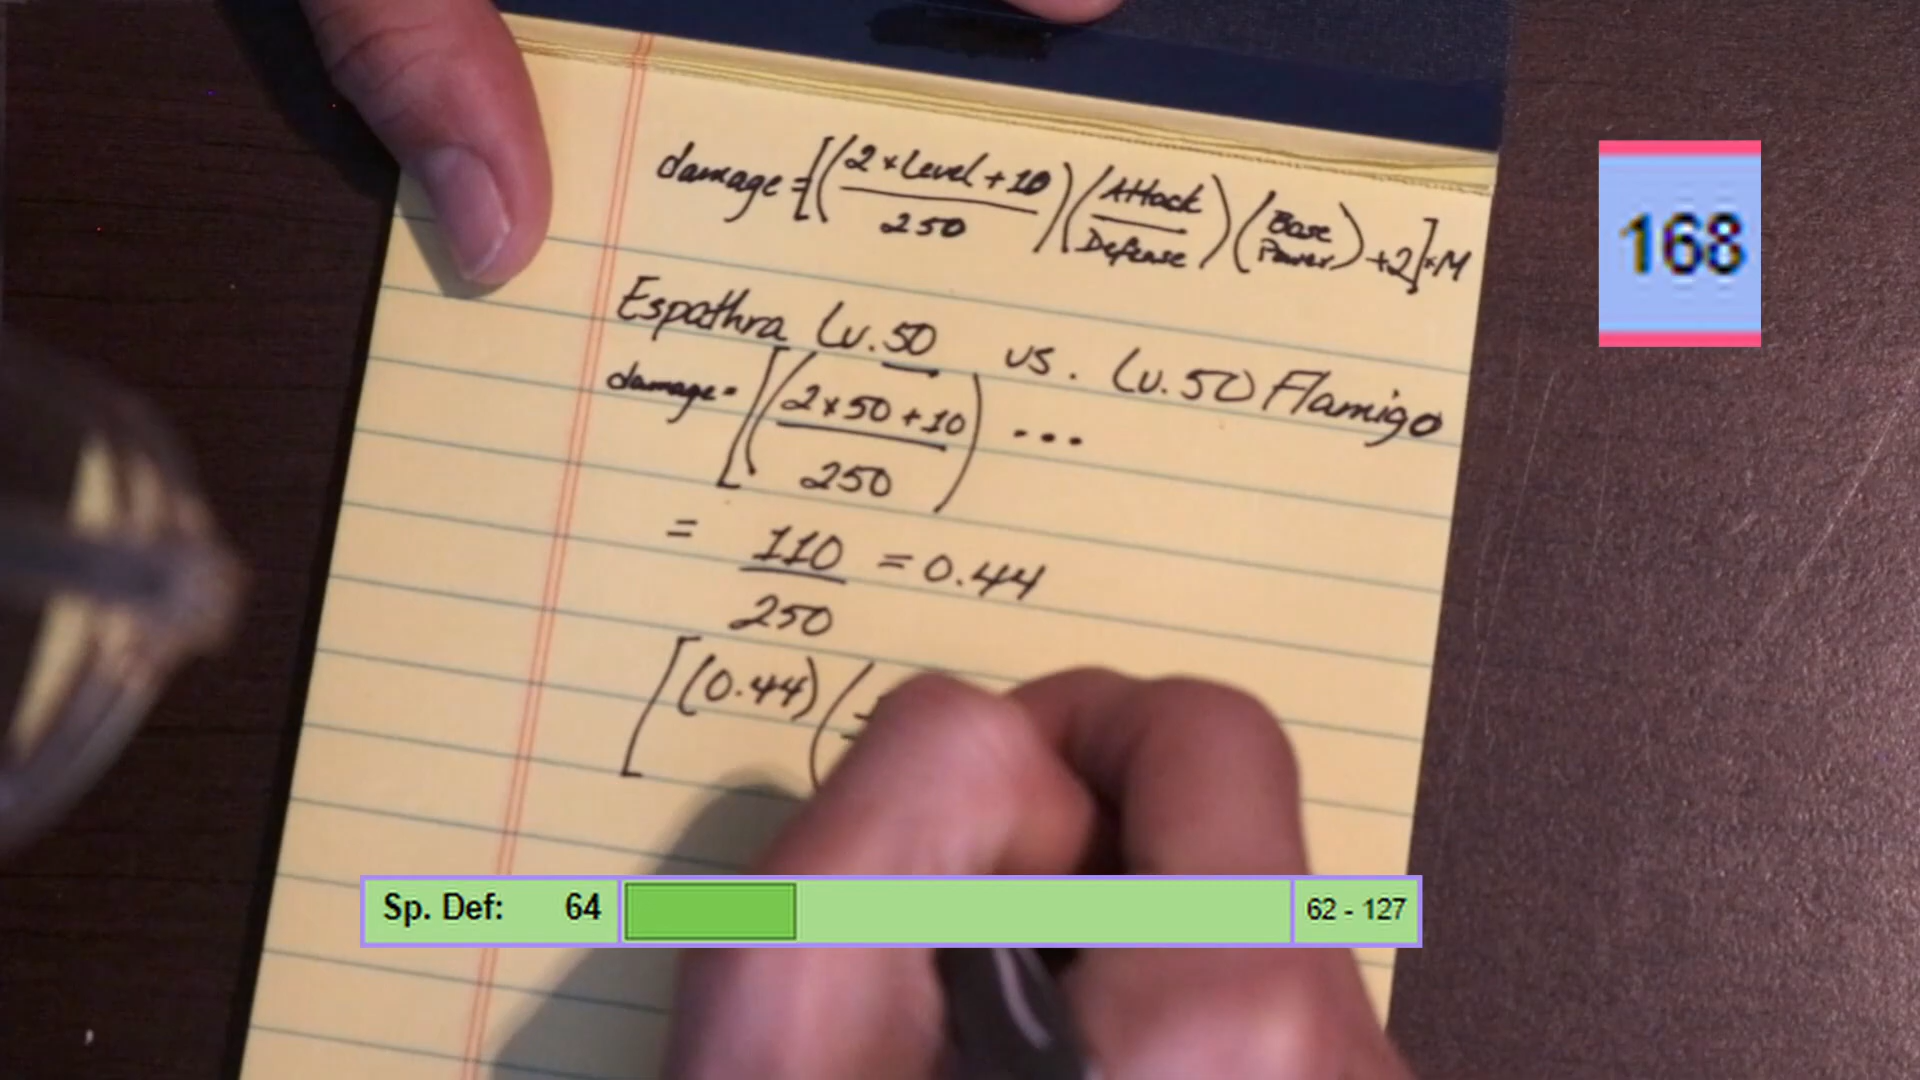 damage = [((2 × Level + 10) / 250) (Attack / Defense) (Base Power) + 2] × M
168
Espathra Lv. 50 vs. Lv. 50 Flamigo
damage = [((2 × 50 + 10) / 250) ...
= 110 / 250 = 0.44
[(0.44) (
Sp. Def: 64 62 - 127